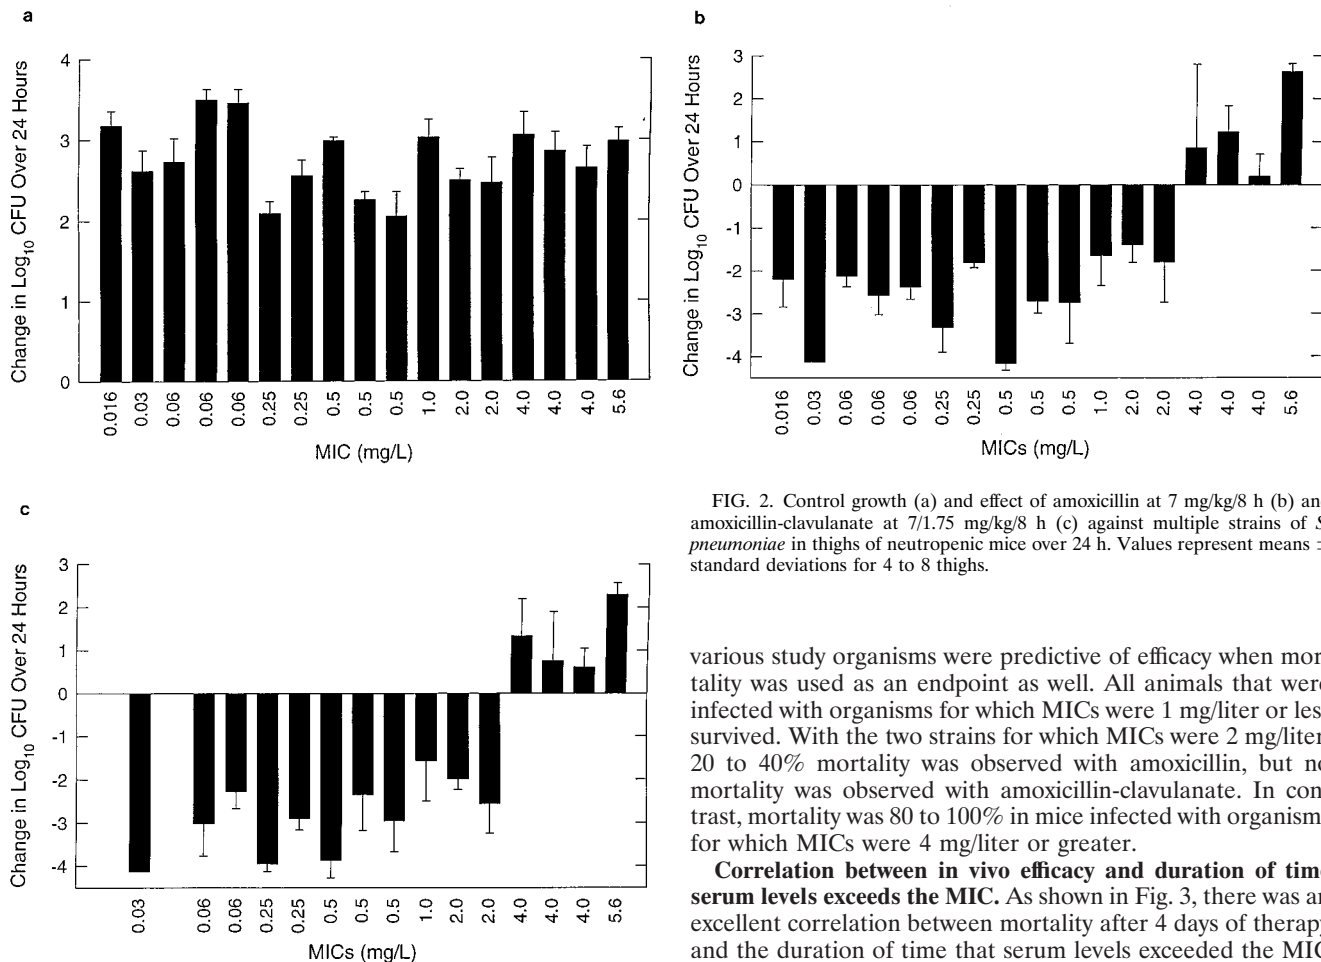 a
Change in Log10 CFU Over 24 Hours
4
3
2
1
0
0.016 0.03 0.06 0.06 0.06 0.25 0.25 0.5 0.5 0.5 1.0 2.0 2.0 4.0 4.0 4.0 5.6
MIC (mg/L)
b
Change in Log10 CFU Over 24 Hours
3
2
1
0
-1
-2
-3
-4
0.016 0.03 0.06 0.06 0.06 0.25 0.25 0.5 0.5 0.5 1.0 2.0 2.0 4.0 4.0 4.0 5.6
MICs (mg/L)
c
Change in Log10 CFU Over 24 Hours
3
2
1
0
-1
-2
-3
-4
0.03 0.06 0.06 0.25 0.25 0.5 0.5 0.5 1.0 2.0 2.0 4.0 4.0 4.0 5.6
MICs (mg/L)
FIG. 2. Control growth (a) and effect of amoxicillin at 7 mg/kg/8 h (b) an
amoxicillin-clavulanate at 7/1.75 mg/kg/8 h (c) against multiple strains of S
pneumoniae in thighs of neutropenic mice over 24 h. Values represent means ±
standard deviations for 4 to 8 thighs.
various study organisms were predictive of efficacy when mor
tality was used as an endpoint as well. All animals that were
infected with organisms for which MICs were 1 mg/liter or les
survived. With the two strains for which MICs were 2 mg/liter
20 to 40% mortality was observed with amoxicillin, but no
mortality was observed with amoxicillin-clavulanate. In con
trast, mortality was 80 to 100% in mice infected with organism
for which MICs were 4 mg/liter or greater.
Correlation between in vivo efficacy and duration of time
serum levels exceeds the MIC. As shown in Fig. 3, there was an
excellent correlation between mortality after 4 days of therapy
and the duration of time that serum levels exceeded the MIC